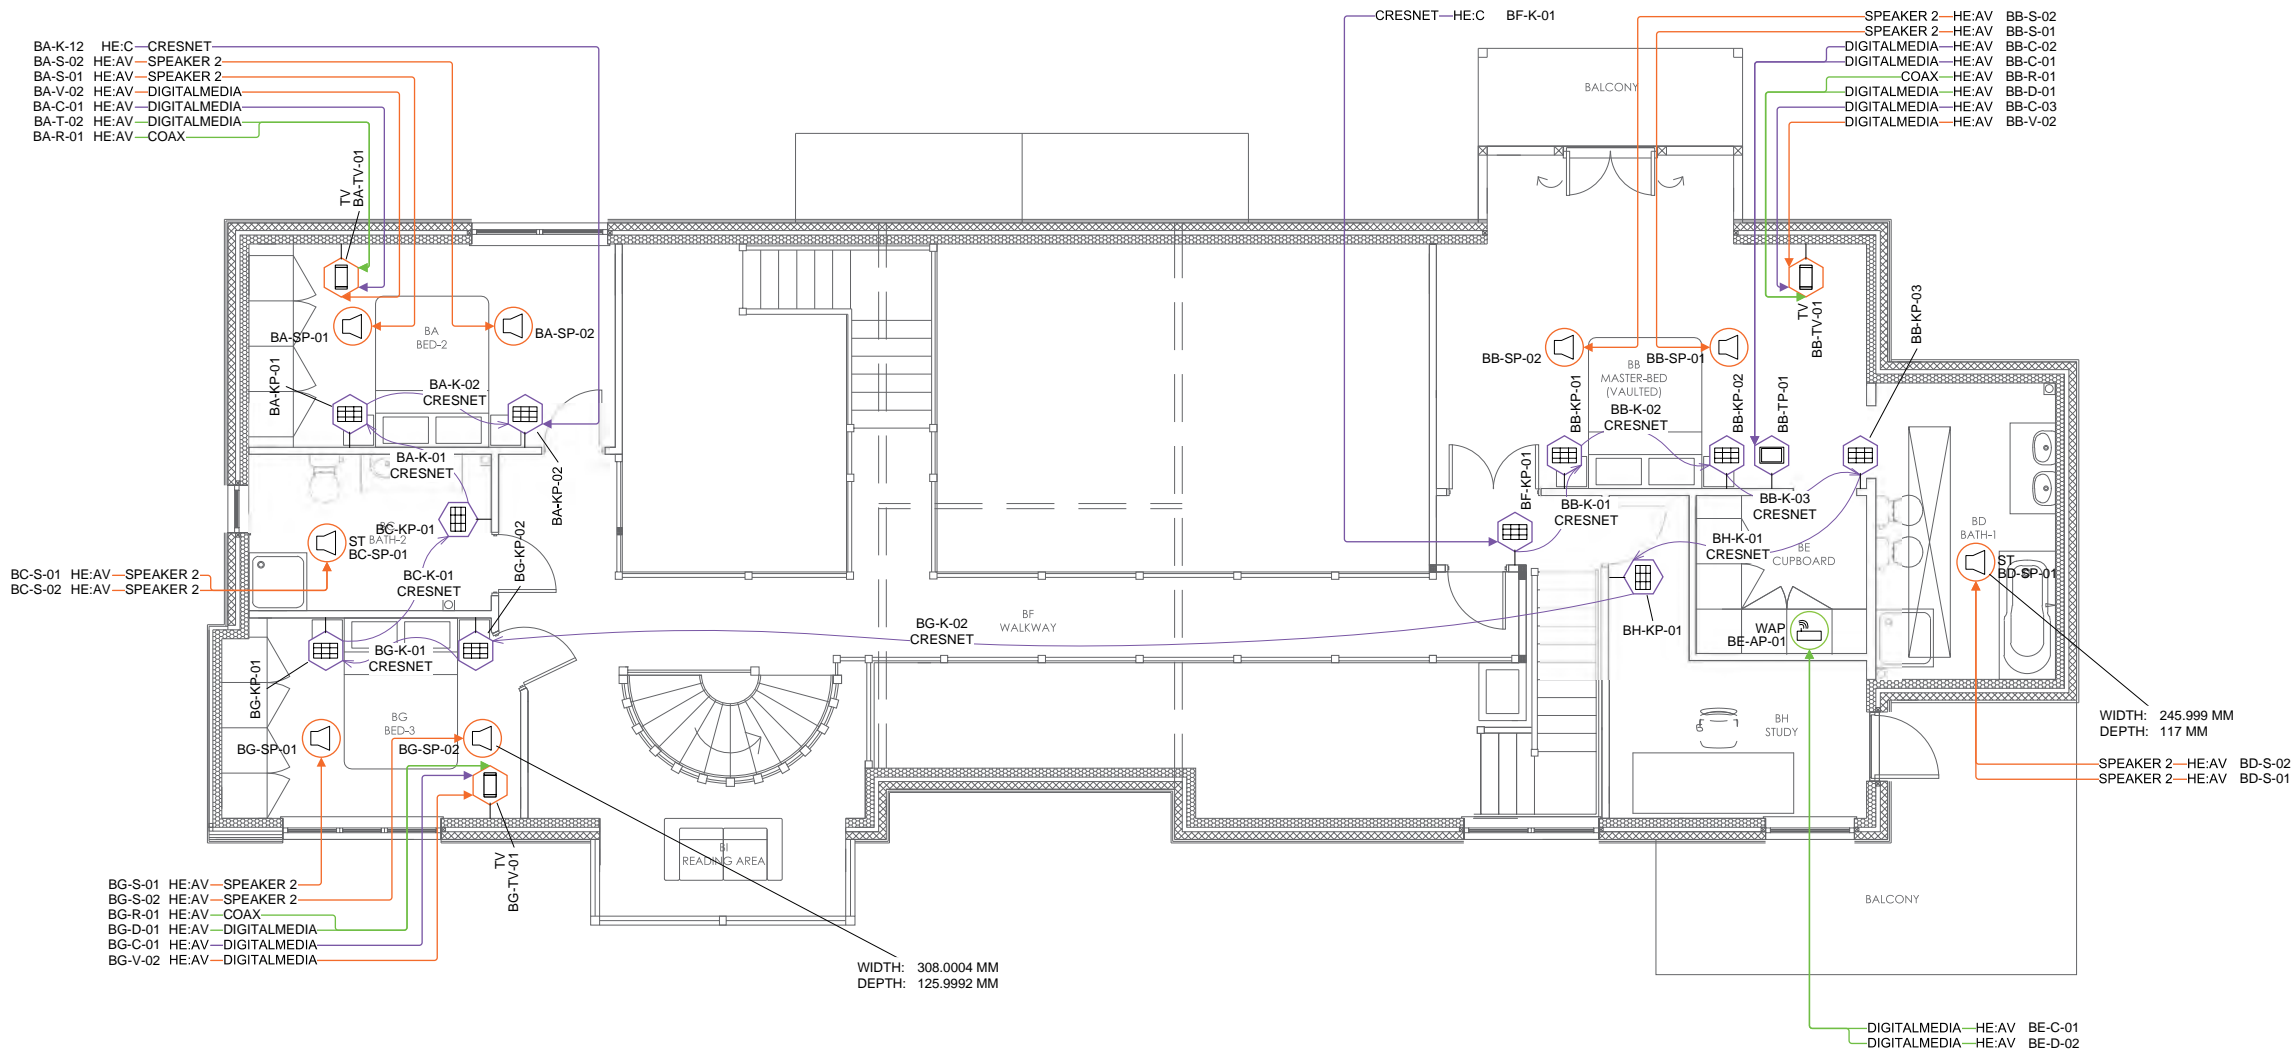 CRESNET HE:C BF-K-01
SPEAKER 2 HE:AV BB-S-02
SPEAKER 2 HE:AV BB-S-01
DIGITALMEDIA HE:AV BB-C-02
DIGITALMEDIA HE:AV BB-C-01
COAX HE:AV BB-R-01
DIGITALMEDIA HE:AV BB-D-01
DIGITALMEDIA HE:AV BB-C-03
DIGITALMEDIA HE:AV BB-V-02
BA-K-12 HE:C CRESNET
BA-S-02 HE:AV SPEAKER 2
BA-S-01 HE:AV SPEAKER 2
BA-V-02 HE:AV DIGITALMEDIA
BA-C-01 HE:AV DIGITALMEDIA
BA-T-02 HE:AV DIGITALMEDIA
BA-R-01 HE:AV COAX
BALCONY
TV
BA-TV-01
BA-SP-01
BA
BED-2
BA-SP-02
BA-KP-01
BA-K-02
CRESNET
BA-K-01
CRESNET
BA-KP-02
BC-KP-01
BC
BATH-2
ST
BC-SP-01
BG-KP-02
BC-S-01 HE:AV SPEAKER 2
BC-S-02 HE:AV SPEAKER 2
BC-K-01
CRESNET
BG-K-01
CRESNET
BG-KP-01
BG
BED-3
BG-SP-01
BG-SP-02
TV
BG-TV-01
BG-S-01 HE:AV SPEAKER 2
BG-S-02 HE:AV SPEAKER 2
BG-R-01 HE:AV COAX
BG-D-01 HE:AV DIGITALMEDIA
BG-C-01 HE:AV DIGITALMEDIA
BG-V-02 HE:AV DIGITALMEDIA
BI
READING AREA
WIDTH: 308.0004 MM
DEPTH: 125.9992 MM
BG-K-02
CRESNET
BF
WALKWAY
BB-SP-02
BB-SP-01
BB
MASTER-BED
(VAULTED)
TV
BB-TV-01
BB-KP-03
BB-KP-01
BB-K-02
CRESNET
BB-KP-02
BB-TP-01
BF-KP-01
BB-K-01
CRESNET
BB-K-03
CRESNET
BH-K-01
CRESNET
BE
CUPBOARD
BD
BATH-1
ST
BD-SP-01
BH-KP-01
WAP
BE-AP-01
BH
STUDY
WIDTH: 245.999 MM
DEPTH: 117 MM
SPEAKER 2 HE:AV BD-S-02
SPEAKER 2 HE:AV BD-S-01
BALCONY
DIGITALMEDIA HE:AV BE-C-01
DIGITALMEDIA HE:AV BE-D-02